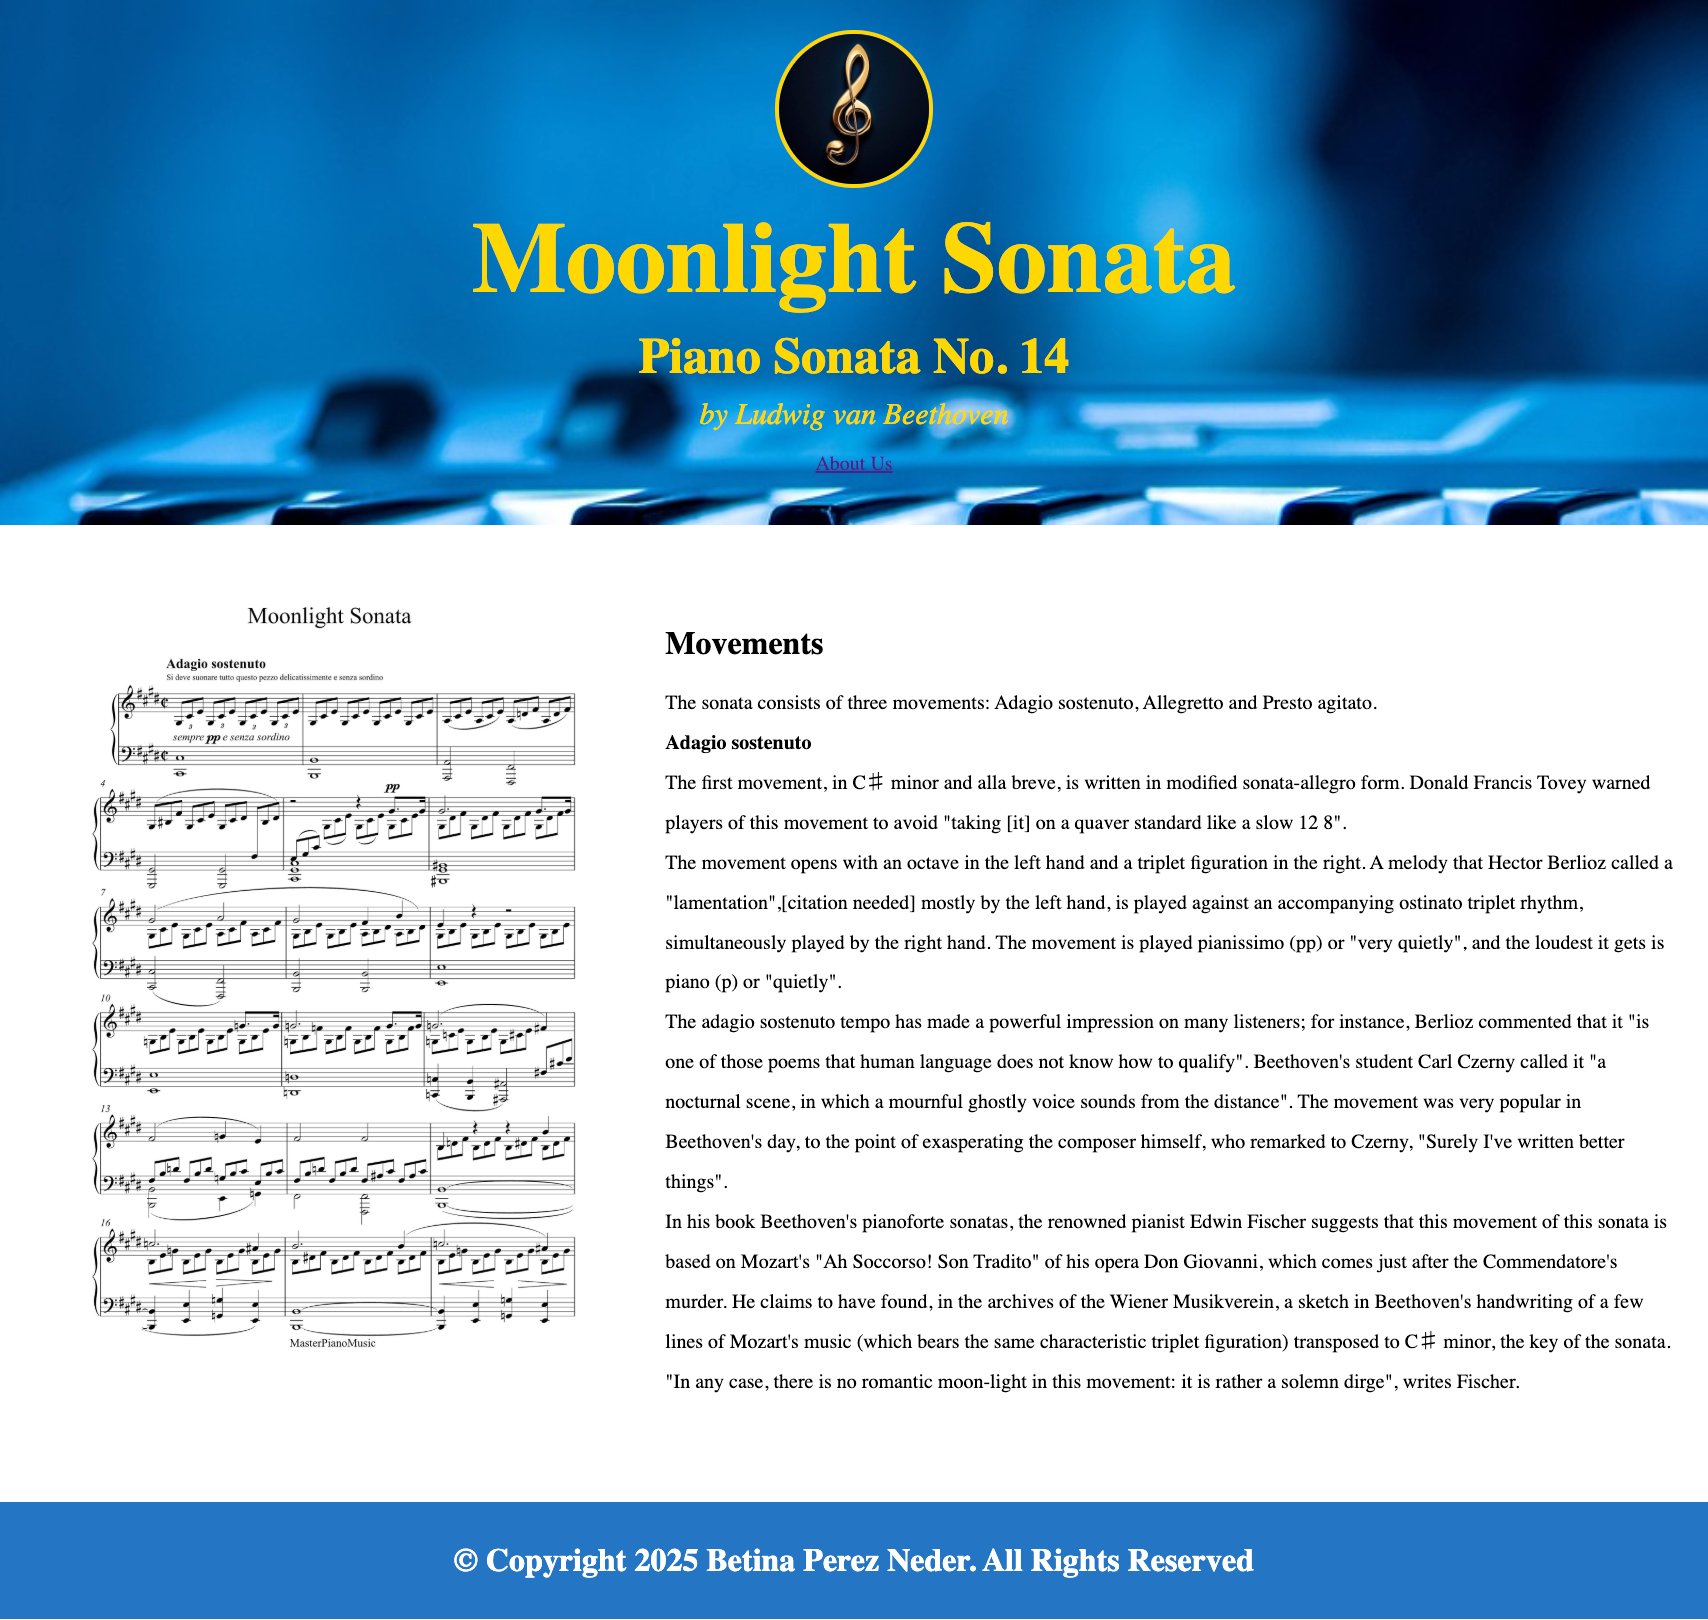 Moonlight Sonata
Piano Sonata No. 14
by Ludwig van Beethoven
About Us
Moonlight Sonata
Adagio sostenuto
Si deve suonare tutto questo pezzo delicatissimente e senza sordino
3 3 3 3
sempre pp e senza sordino
4
pp
7
10
13
16
MasterPianoMusic
Movements
The sonata consists of three movements: Adagio sostenuto, Allegretto and Presto agitato.
Adagio sostenuto
The first movement, in C♯ minor and alla breve, is written in modified sonata-allegro form. Donald Francis Tovey warned
players of this movement to avoid "taking [it] on a quaver standard like a slow 12 8".
The movement opens with an octave in the left hand and a triplet figuration in the right. A melody that Hector Berlioz called a
"lamentation",[citation needed] mostly by the left hand, is played against an accompanying ostinato triplet rhythm,
simultaneously played by the right hand. The movement is played pianissimo (pp) or "very quietly", and the loudest it gets is
piano (p) or "quietly".
The adagio sostenuto tempo has made a powerful impression on many listeners; for instance, Berlioz commented that it "is
one of those poems that human language does not know how to qualify". Beethoven's student Carl Czerny called it "a
nocturnal scene, in which a mournful ghostly voice sounds from the distance". The movement was very popular in
Beethoven's day, to the point of exasperating the composer himself, who remarked to Czerny, "Surely I've written better
things".
In his book Beethoven's pianoforte sonatas, the renowned pianist Edwin Fischer suggests that this movement of this sonata is
based on Mozart's "Ah Soccorso! Son Tradito" of his opera Don Giovanni, which comes just after the Commendatore's
murder. He claims to have found, in the archives of the Wiener Musikverein, a sketch in Beethoven's handwriting of a few
lines of Mozart's music (which bears the same characteristic triplet figuration) transposed to C♯ minor, the key of the sonata.
"In any case, there is no romantic moon-light in this movement: it is rather a solemn dirge", writes Fischer.
© Copyright 2025 Betina Perez Neder. All Rights Reserved